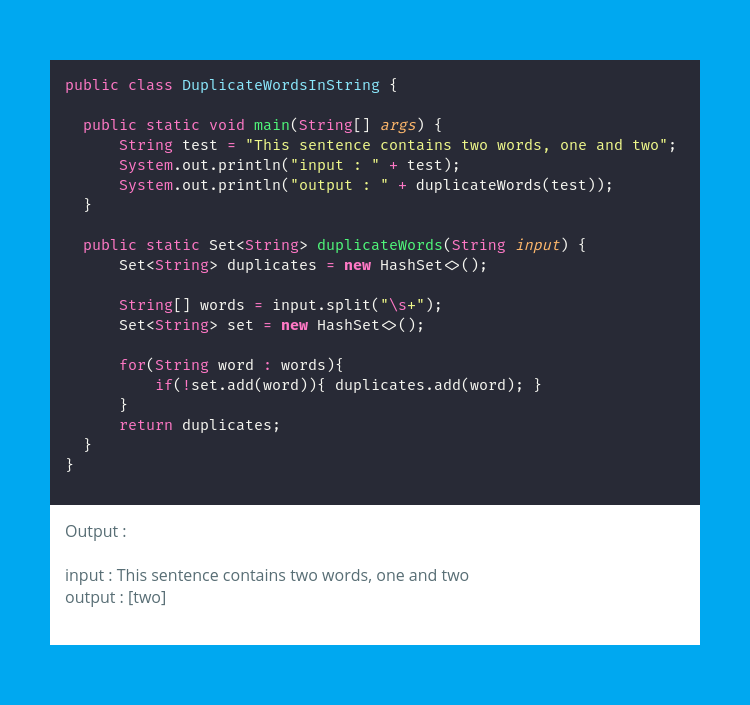 public class DuplicateWordsInString {
public static void main(String[] args) {
String test = "This sentence contains two words, one and two";
System.out.println("input : " + test);
System.out.println("output : " + duplicateWords(test));
}
public static Set<String> duplicateWords(String input) {
Set<String> duplicates = new HashSet<>();
String[] words = input.split("\s+");
Set<String> set = new HashSet<>();
for(String word : words){
if(!set.add(word)){ duplicates.add(word); }
}
return duplicates;
}
}
Output :
input : This sentence contains two words, one and two
output : [two]